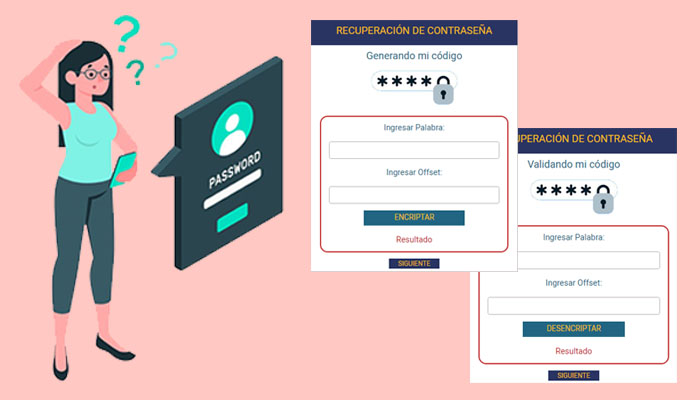 ? ? ?
PASSWORD
RECUPERACIÓN DE CONTRASEÑA
Generando mi código
****
Ingresar Palabra:
Ingresar Offset:
ENCRIPTAR
Resultado
SIGUIENTE
UPERACIÓN DE CONTRASEÑA
Validando mi código
****
Ingresar Palabra:
Ingresar Offset:
DESENCRIPTAR
Resultado
SIGUIENTE